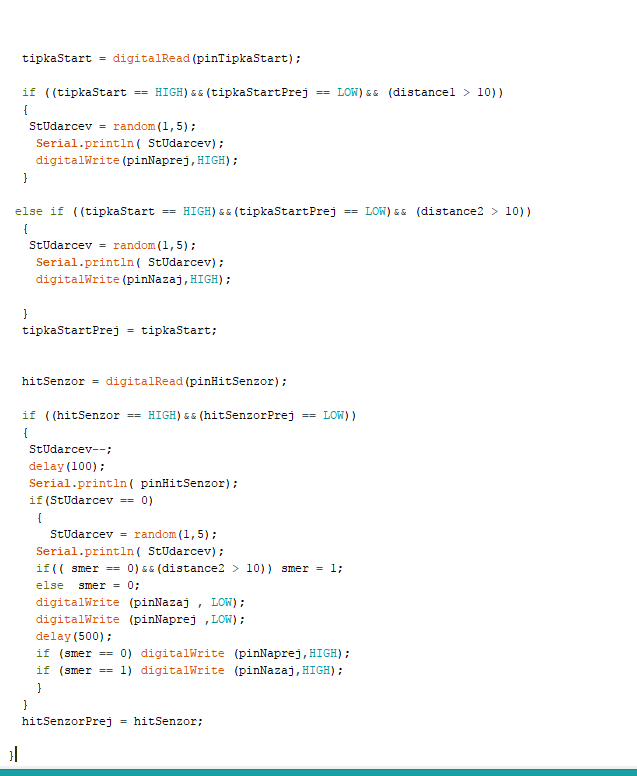 tipkaStart = digitalRead(pinTipkaStart);
if ((tipkaStart == HIGH)&&(tipkaStartPrej == LOW)&& (distance1 > 10))
{
StUdarcev = random(1,5);
Serial.println( StUdarcev);
digitalWrite(pinNaprej,HIGH);
}
else if ((tipkaStart == HIGH)&&(tipkaStartPrej == LOW)&& (distance2 > 10))
{
StUdarcev = random(1,5);
Serial.println( StUdarcev);
digitalWrite(pinNazaj,HIGH);
}
tipkaStartPrej = tipkaStart;
hitSenzor = digitalRead(pinHitSenzor);
if ((hitSenzor == HIGH)&&(hitSenzorPrej == LOW))
{
StUdarcev--;
delay(100);
Serial.println( pinHitSenzor);
if(StUdarcev == 0)
{
StUdarcev = random(1,5);
Serial.println( StUdarcev);
if(( smer == 0)&&(distance2 > 10)) smer = 1;
else  smer = 0;
digitalWrite (pinNazaj , LOW);
digitalWrite (pinNaprej ,LOW);
delay(500);
if (smer == 0) digitalWrite (pinNaprej,HIGH);
if (smer == 1) digitalWrite (pinNazaj,HIGH);
}
}
hitSenzorPrej = hitSenzor;
}